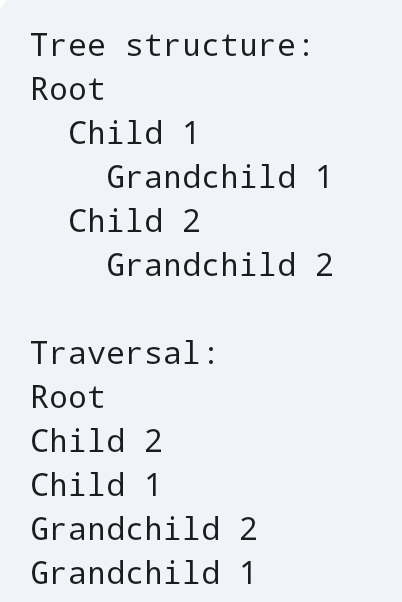 Tree structure:
Root
  Child 1
    Grandchild 1
  Child 2
    Grandchild 2

Traversal:
Root
Child 2
Child 1
Grandchild 2
Grandchild 1